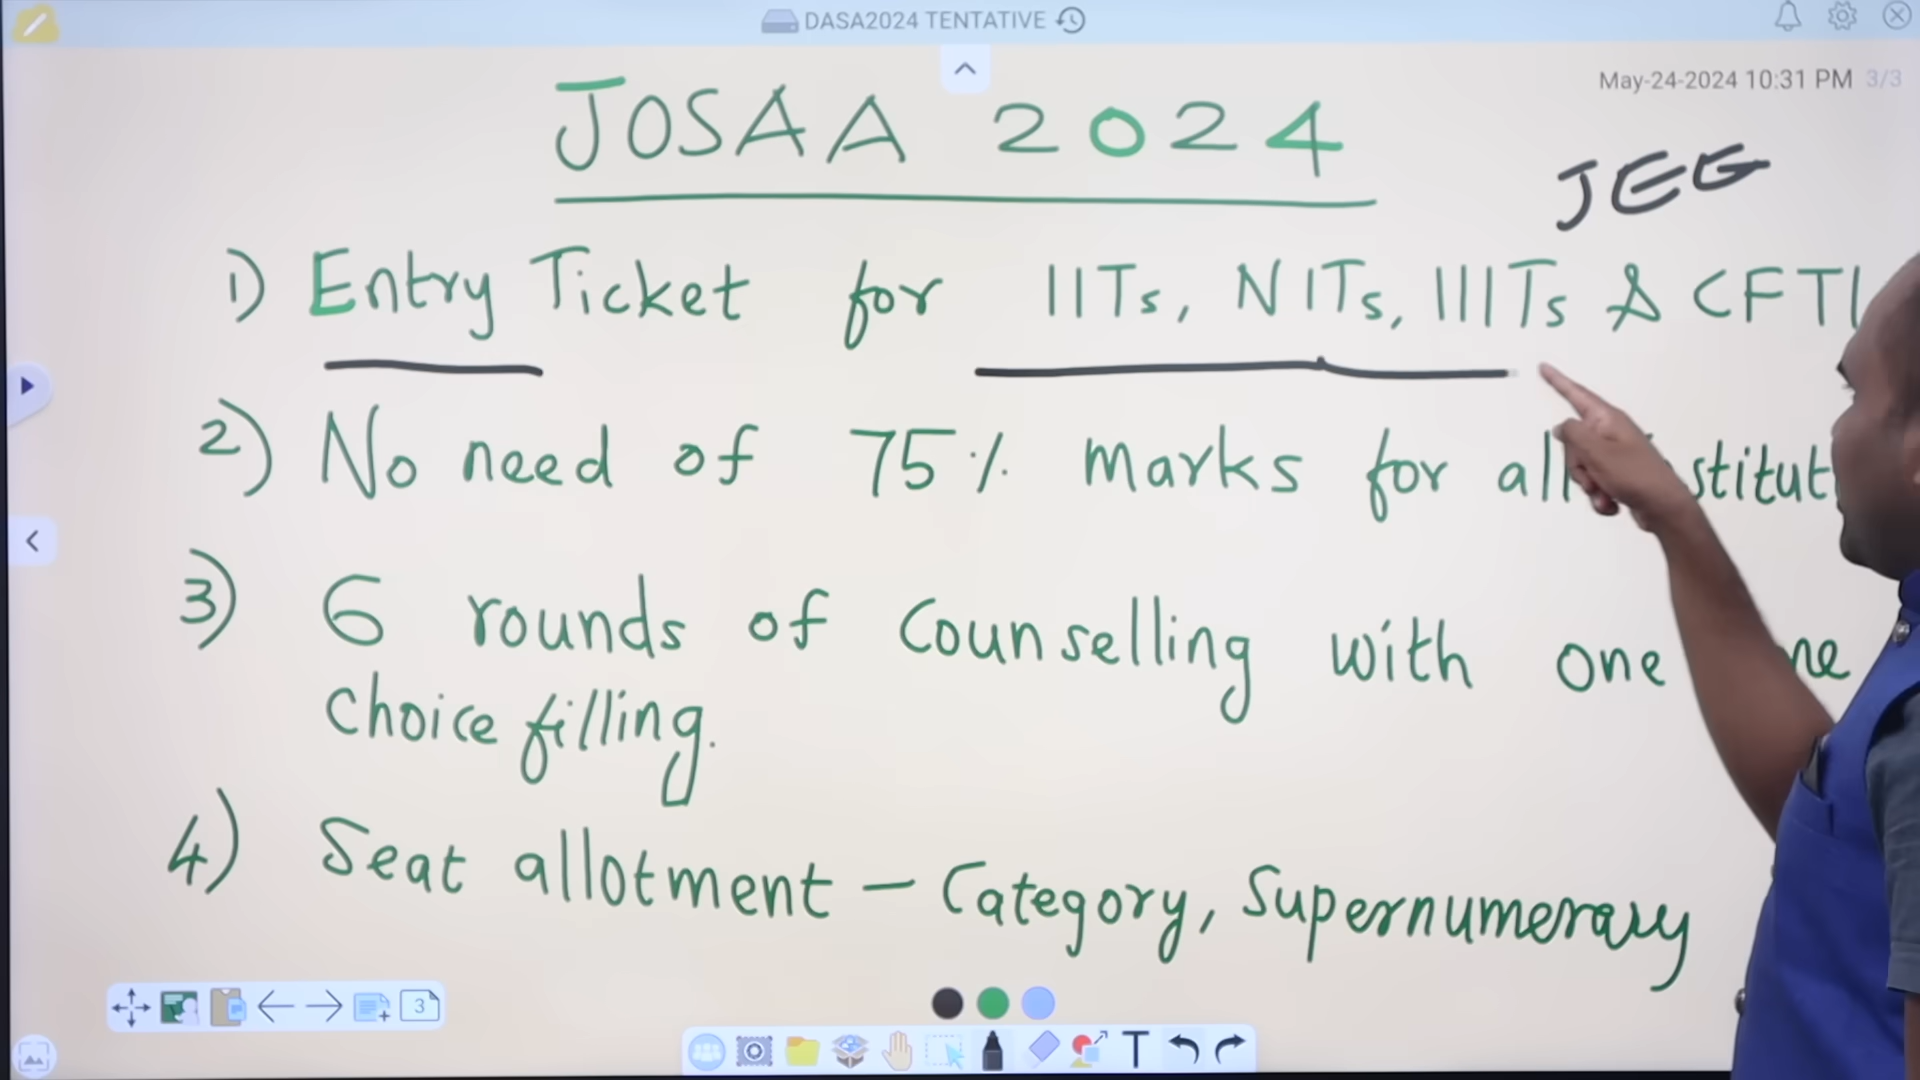 DASA2024 TENTATIVE
May-24-2024 10:31 PM 3/3
JOSAA 2024
JEE
1) Entry Ticket for IITs, NITs, IIITs & CFTI
2) No need of 75% marks for all stitut
3) 6 rounds of Counselling with one ne
choice filling.
4) Seat allotment - Category, Supernumerary
3
T